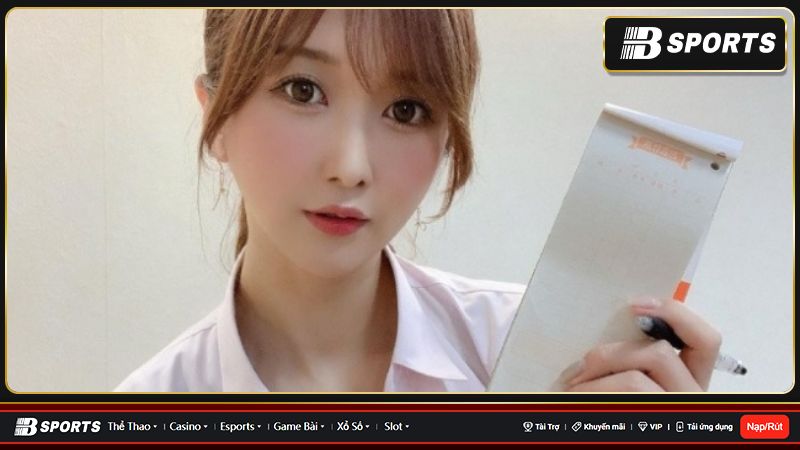 B SPORTS
B SPORTS Thể Thao Casino Esports Game Bài Xổ Số Slot Tài Trợ Khuyến mãi VIP Tải ứng dụng Nạp/Rút